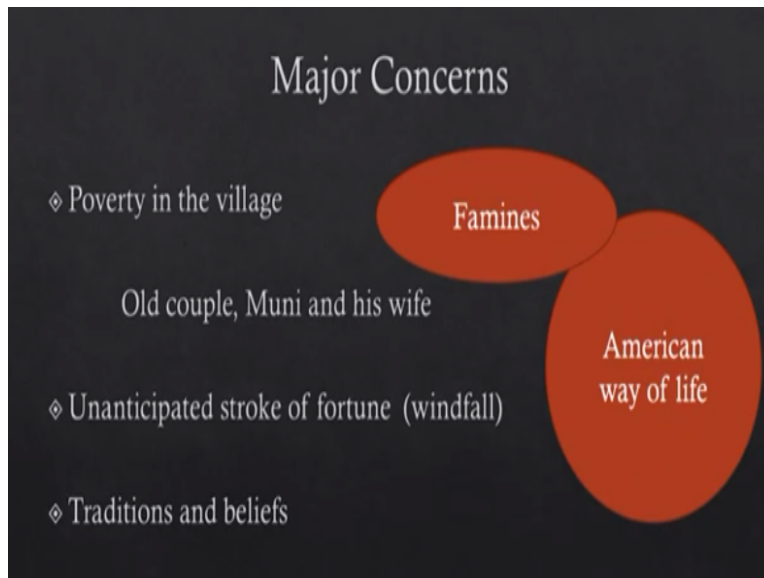 Major Concerns
Poverty in the village
Famines
Old couple, Muni and his wife
American
way of life
Unanticipated stroke of fortune (windfall)
Traditions and beliefs